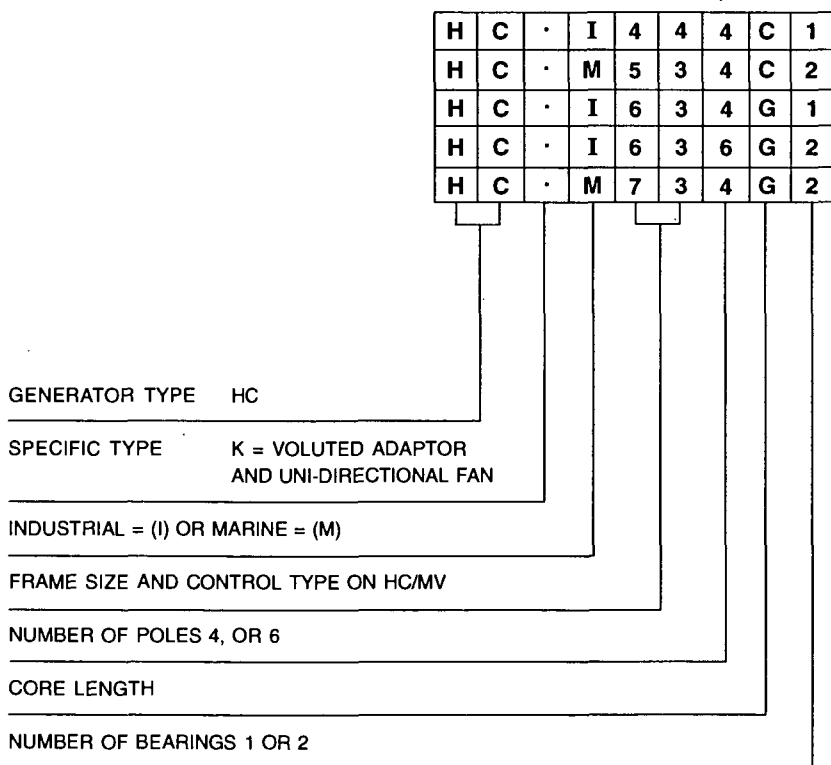 H C · I 4 4 4 C 1
H C · M 5 3 4 C 2
H C · I 6 3 4 G 1
H C · I 6 3 6 G 2
H C · M 7 3 4 G 2
GENERATOR TYPE HC
SPECIFIC TYPE K = VOLUTED ADAPTOR
AND UNI-DIRECTIONAL FAN
INDUSTRIAL = (I) OR MARINE = (M)
FRAME SIZE AND CONTROL TYPE ON HC/MV
NUMBER OF POLES 4, OR 6
CORE LENGTH
NUMBER OF BEARINGS 1 OR 2